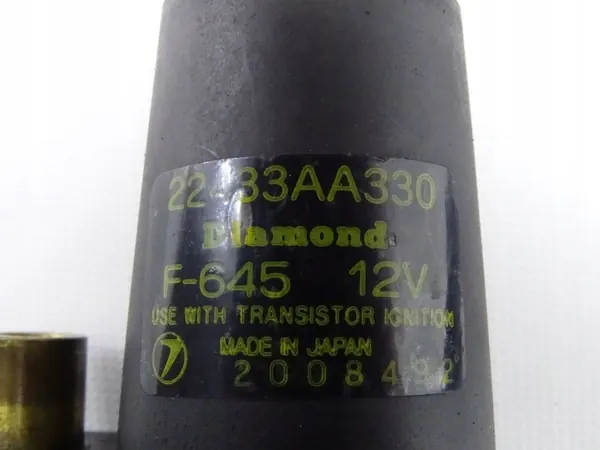 22433AA330
Diamond
F-645 12V
USE WITH TRANSISTOR IGNITION
MADE IN JAPAN
2008492